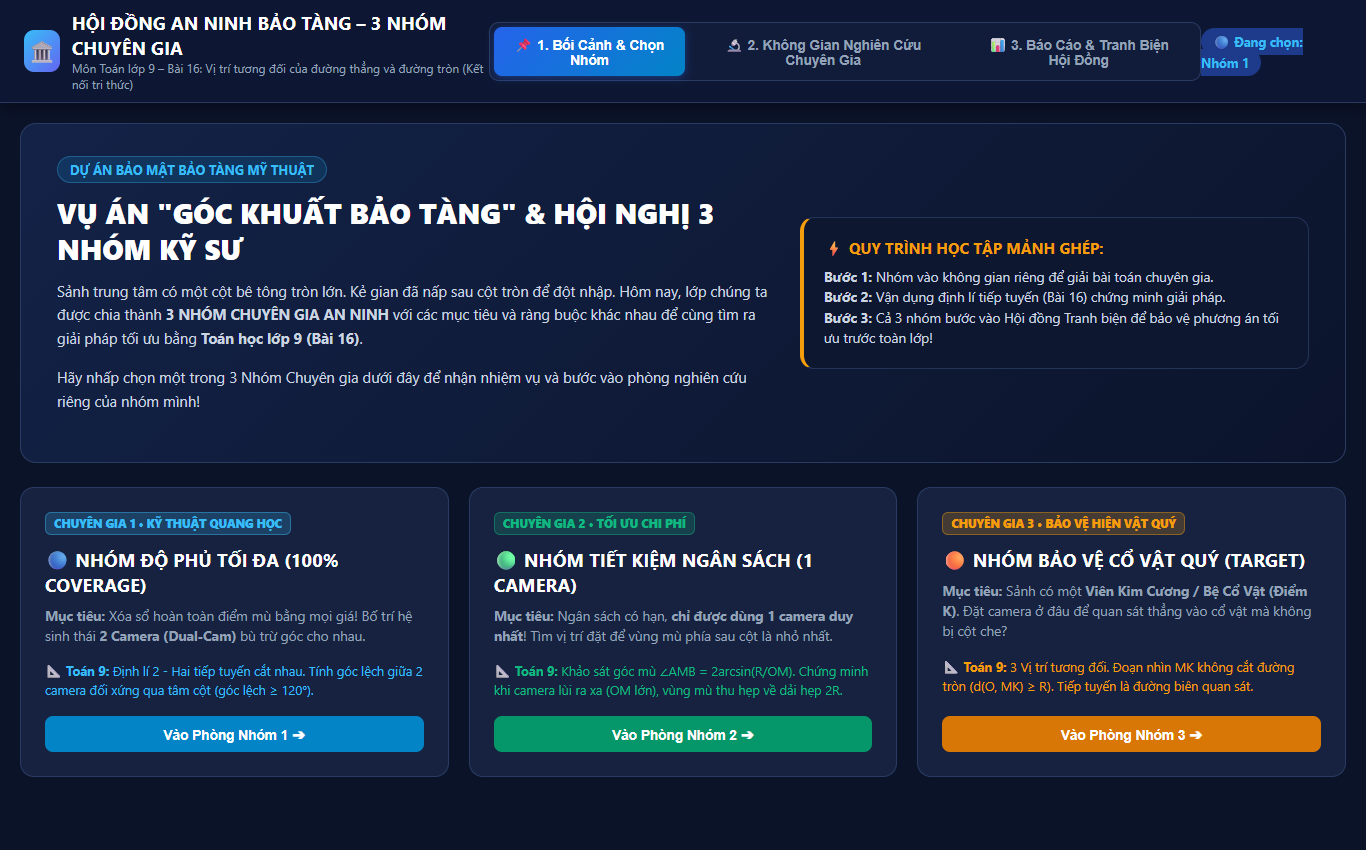 HỘI ĐỒNG AN NINH BẢO TÀNG – 3 NHÓM
CHUYÊN GIA
Môn Toán lớp 9 – Bài 16: Vị trí tương đối của đường thẳng và đường tròn (Kết
nối tri thức)
📌 1. Bối Cảnh & Chọn
Nhóm
🔬 2. Không Gian Nghiên Cứu
Chuyên Gia
📊 3. Báo Cáo & Tranh Biện
Hội Đồng
🔵 Đang chọn:
Nhóm 1
DỰ ÁN BẢO MẬT BẢO TÀNG MỸ THUẬT
VỤ ÁN "GÓC KHUẤT BẢO TÀNG" & HỘI NGHỊ 3
NHÓM KỸ SƯ
Sảnh trung tâm có một cột bê tông tròn lớn. Kẻ gian đã nấp sau cột tròn để đột nhập. Hôm nay, lớp chúng ta
được chia thành 3 NHÓM CHUYÊN GIA AN NINH với các mục tiêu và ràng buộc khác nhau để cùng tìm ra
giải pháp tối ưu bằng Toán học lớp 9 (Bài 16).
Hãy nhấp chọn một trong 3 Nhóm Chuyên gia dưới đây để nhận nhiệm vụ và bước vào phòng nghiên cứu
riêng của nhóm mình!
⚡ QUY TRÌNH HỌC TẬP MẢNH GHÉP:
Bước 1: Nhóm vào không gian riêng để giải bài toán chuyên gia.
Bước 2: Vận dụng định lí tiếp tuyến (Bài 16) chứng minh giải pháp.
Bước 3: Cả 3 nhóm bước vào Hội đồng Tranh biện để bảo vệ phương án tối
ưu trước toàn lớp!
CHUYÊN GIA 1 • KỸ THUẬT QUANG HỌC
🔵 NHÓM ĐỘ PHỦ TỐI ĐA (100%
COVERAGE)
Mục tiêu: Xóa sổ hoàn toàn điểm mù bằng mọi giá! Bố trí hệ
sinh thái 2 Camera (Dual-Cam) bù trừ góc cho nhau.
📐 Toán 9: Định lí 2 - Hai tiếp tuyến cắt nhau. Tính góc lệch giữa 2
camera đối xứng qua tâm cột (góc lệch ≥ 120°).
Vào Phòng Nhóm 1 ➔
CHUYÊN GIA 2 • TỐI ƯU CHI PHÍ
🟢 NHÓM TIẾT KIỆM NGÂN SÁCH (1
CAMERA)
Mục tiêu: Ngân sách có hạn, chỉ được dùng 1 camera duy
nhất! Tìm vị trí đặt để vùng mù phía sau cột là nhỏ nhất.
📐 Toán 9: Khảo sát góc mù ∠AMB = 2arcsin(R/OM). Chứng minh
khi camera lùi ra xa (OM lớn), vùng mù thu hẹp về dải hẹp 2R.
Vào Phòng Nhóm 2 ➔
CHUYÊN GIA 3 • BẢO VỆ HIỆN VẬT QUÝ
🟠 NHÓM BẢO VỆ CỔ VẬT QUÝ (TARGET)
Mục tiêu: Sảnh có một Viên Kim Cương / Bệ Cổ Vật (Điểm
K). Đặt camera ở đâu để quan sát thẳng vào cổ vật mà không
bị cột che?
📐 Toán 9: 3 Vị trí tương đối. Đoạn nhìn MK không cắt đường
tròn (d(O, MK) ≥ R). Tiếp tuyến là đường biên quan sát.
Vào Phòng Nhóm 3 ➔